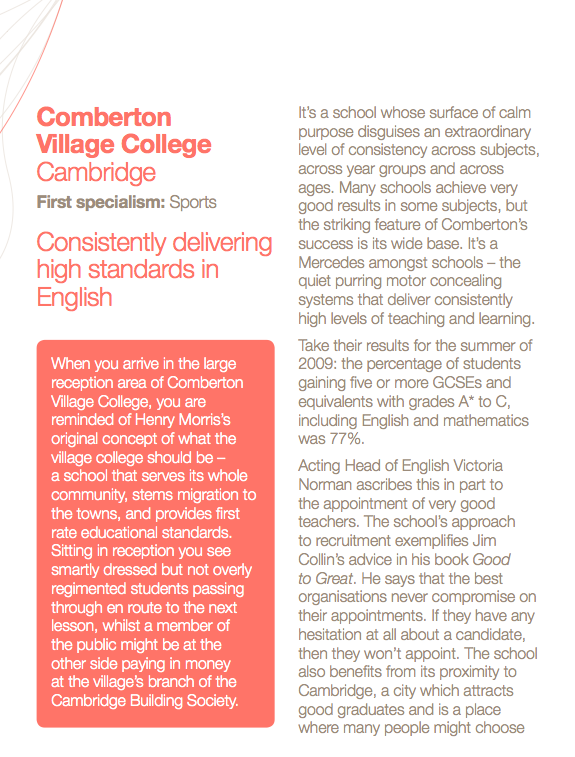 Comberton
Village College
Cambridge
First specialism: Sports
Consistently delivering
high standards in
English
When you arrive in the large
reception area of Comberton
Village College, you are
reminded of Henry Morris's
original concept of what the
village college should be –
a school that serves its whole
community, stems migration to
the towns, and provides first
rate educational standards.
Sitting in reception you see
smartly dressed but not overly
regimented students passing
through en route to the next
lesson, whilst a member of
the public might be at the
other side paying in money
at the village's branch of the
Cambridge Building Society.
It's a school whose surface of calm
purpose disguises an extraordinary
level of consistency across subjects,
across year groups and across
ages. Many schools achieve very
good results in some subjects, but
the striking feature of Comberton's
success is its wide base. It's a
Mercedes amongst schools – the
quiet purring motor concealing
systems that deliver consistently
high levels of teaching and learning.
Take their results for the summer of
2009: the percentage of students
gaining five or more GCSEs and
equivalents with grades A* to C,
including English and mathematics
was 77%.
Acting Head of English Victoria
Norman ascribes this in part to
the appointment of very good
teachers. The school's approach
to recruitment exemplifies Jim
Collin's advice in his book Good
to Great. He says that the best
organisations never compromise on
their appointments. If they have any
hesitation at all about a candidate,
then they won't appoint. The school
also benefits from its proximity to
Cambridge, a city which attracts
good graduates and is a place
where many people might choose